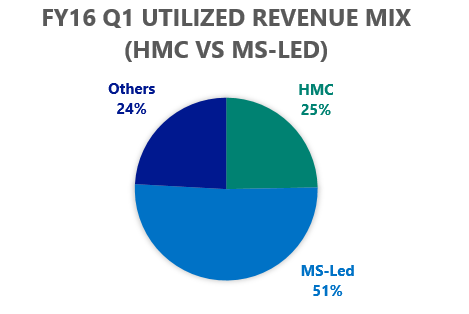 FY16 Q1 UTILIZED REVENUE MIX
(HMC VS MS-LED)
Others
24%
HMC
25%
MS-Led
51%